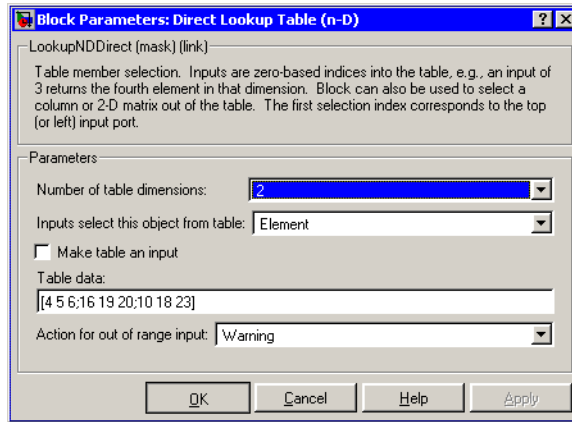 Block Parameters: Direct Lookup Table (n-D)
LookupNDDirect (mask) (link)
Table member selection. Inputs are zero-based indices into the table, e.g., an input of
3 returns the fourth element in that dimension. Block can also be used to select a
column or 2-D matrix out of the table. The first selection index corresponds to the top
(or left) input port.
Parameters
Number of table dimensions: 2
Inputs select this object from table: Element
Make table an input
Table data:
[4 5 6;16 19 20;10 18 23]
Action for out of range input: Warning
OK Cancel Help Apply